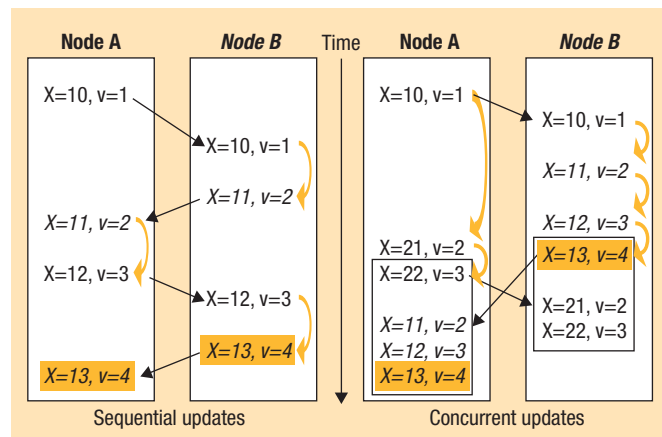 Node A
Node B
Time
Node A
Node B
X=10, v=1
X=10, v=1
X=11, v=2
X=11, v=2
X=12, v=3
X=12, v=3
X=13, v=4
X=13, v=4
X=10, v=1
X=21, v=2
X=22, v=3
X=11, v=2
X=12, v=3
X=13, v=4
X=10, v=1
X=11, v=2
X=12, v=3
X=13, v=4
X=21, v=2
X=22, v=3
Sequential updates
Concurrent updates